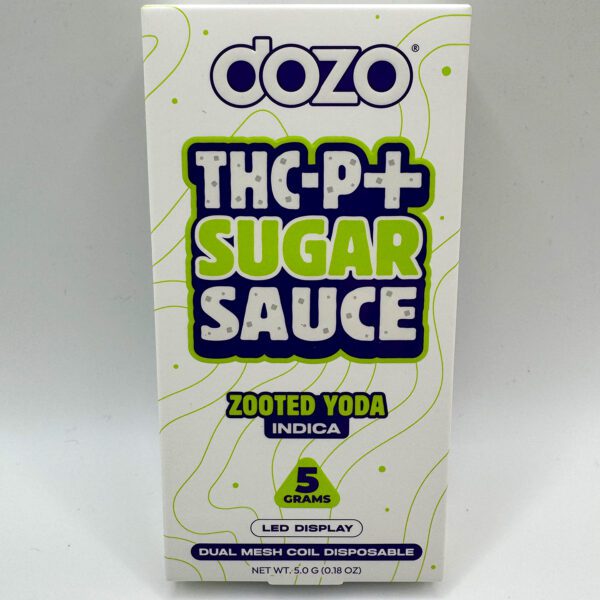 dozo®
THC-P+
SUGAR
SAUCE
ZOOTED YODA
INDICA
5
GRAMS
LED DISPLAY
DUAL MESH COIL DISPOSABLE
NET WT. 5.0 G (0.18 OZ)